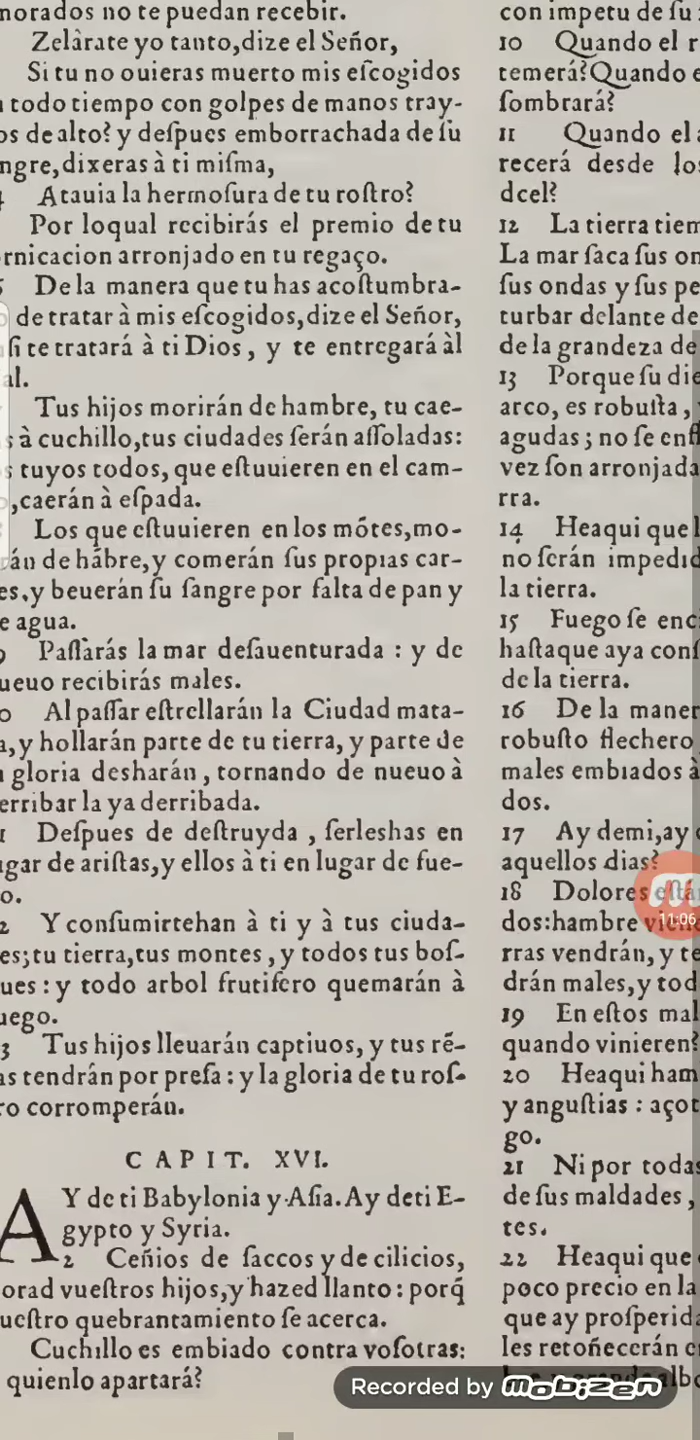 morados no te puedan recebir.
Zelàrate yo tanto, dize el Señor,
Si tu no ouieras muerto mis eſcogidos
todo tiempo con golpes de manos tray-
os de alto? y deſpues emborrachada de ſu
ngre, dixeras à ti miſma,
Atauia la hermoſura de tu roſtro?
Por loqual recibirás el premio de tu
rnicacion arronjado en tu regaço.
De la manera que tu has acoſtumbra-
de tratar à mis eſcogidos, dize el Señor,
ſi te tratará à ti Dios, y te entregará àl
al.
Tus hijos morirán de hambre, tu cae-
s à cuchillo, tus ciudades ſerán aſſoladas:
s tuyos todos, que eſtuuieren en el cam-
, caerán à eſpada.
Los que eſtuuieren en los mõtes, mo-
rán de hãbre, y comerán ſus propias car-
es, y beuerán ſu ſangre por falta de pan y
e agua.
Paſſarás la mar deſauenturada : y de
ueuo recibirás males.
o Al paſſar eſtrellarán la Ciudad mata-
a, y hollarán parte de tu tierra, y parte de
gloria desharán, tornando de nueuo à
erribar la ya derribada.
1 Deſpues de deſtruyda, ſerleshas en
ugar de ariſtas, y ellos à ti en lugar de fue-
o.
2 Y conſumirtehan à ti y à tus ciuda-
es; tu tierra, tus montes, y todos tus boſ-
ues : y todo arbol frutifero quemarán à
uego.
3 Tus hijos lleuarán captiuos, y tus rẽ-
as tendrán por preſa : y la gloria de tu roſ-
ro corromperán.
CAPIT. XVI.
AY de ti Babylonia y Aſia. Ay deti E-
gypto y Syria.
2 Ceñios de ſaccos y de cilicios,
orad vueſtros hijos, y hazed llanto : porq̃
ueſtro quebrantamiento ſe acerca.
Cuchillo es embiado contra voſotras:
quienlo apartará?
con impetu de ſu
10 Quando el r
temerá? Quando e
ſombrará?
11 Quando el
recerá desde los
dcel?
12 La tierra tiem
La mar ſaca ſus on
ſus ondas y ſus pe
turbar delante de
de la grandeza de
13 Porque ſu die
arco, es robuſta,
agudas; no ſe enfl
vez ſon arronjada
rra.
14 Heaqui que l
no ſerán impedid
la tierra.
15 Fuego ſe enc
haſtaque aya conſ
de la tierra.
16 De la maner
robuſto flechero
males embiados à
dos.
17 Ay demi, ay
aquellos dias?
18 Dolores
dos: hambre
rras vendrán, y te
drán males, y tod
19 En eſtos mal
quando vinieren?
20 Heaqui ham
y anguſtias : açot
go.
21 Ni por todas
de ſus maldades,
tes.
22 Heaqui que
poco precio en la
que ay proſperida
les retoñecerán
11:06
Recorded by mobizen